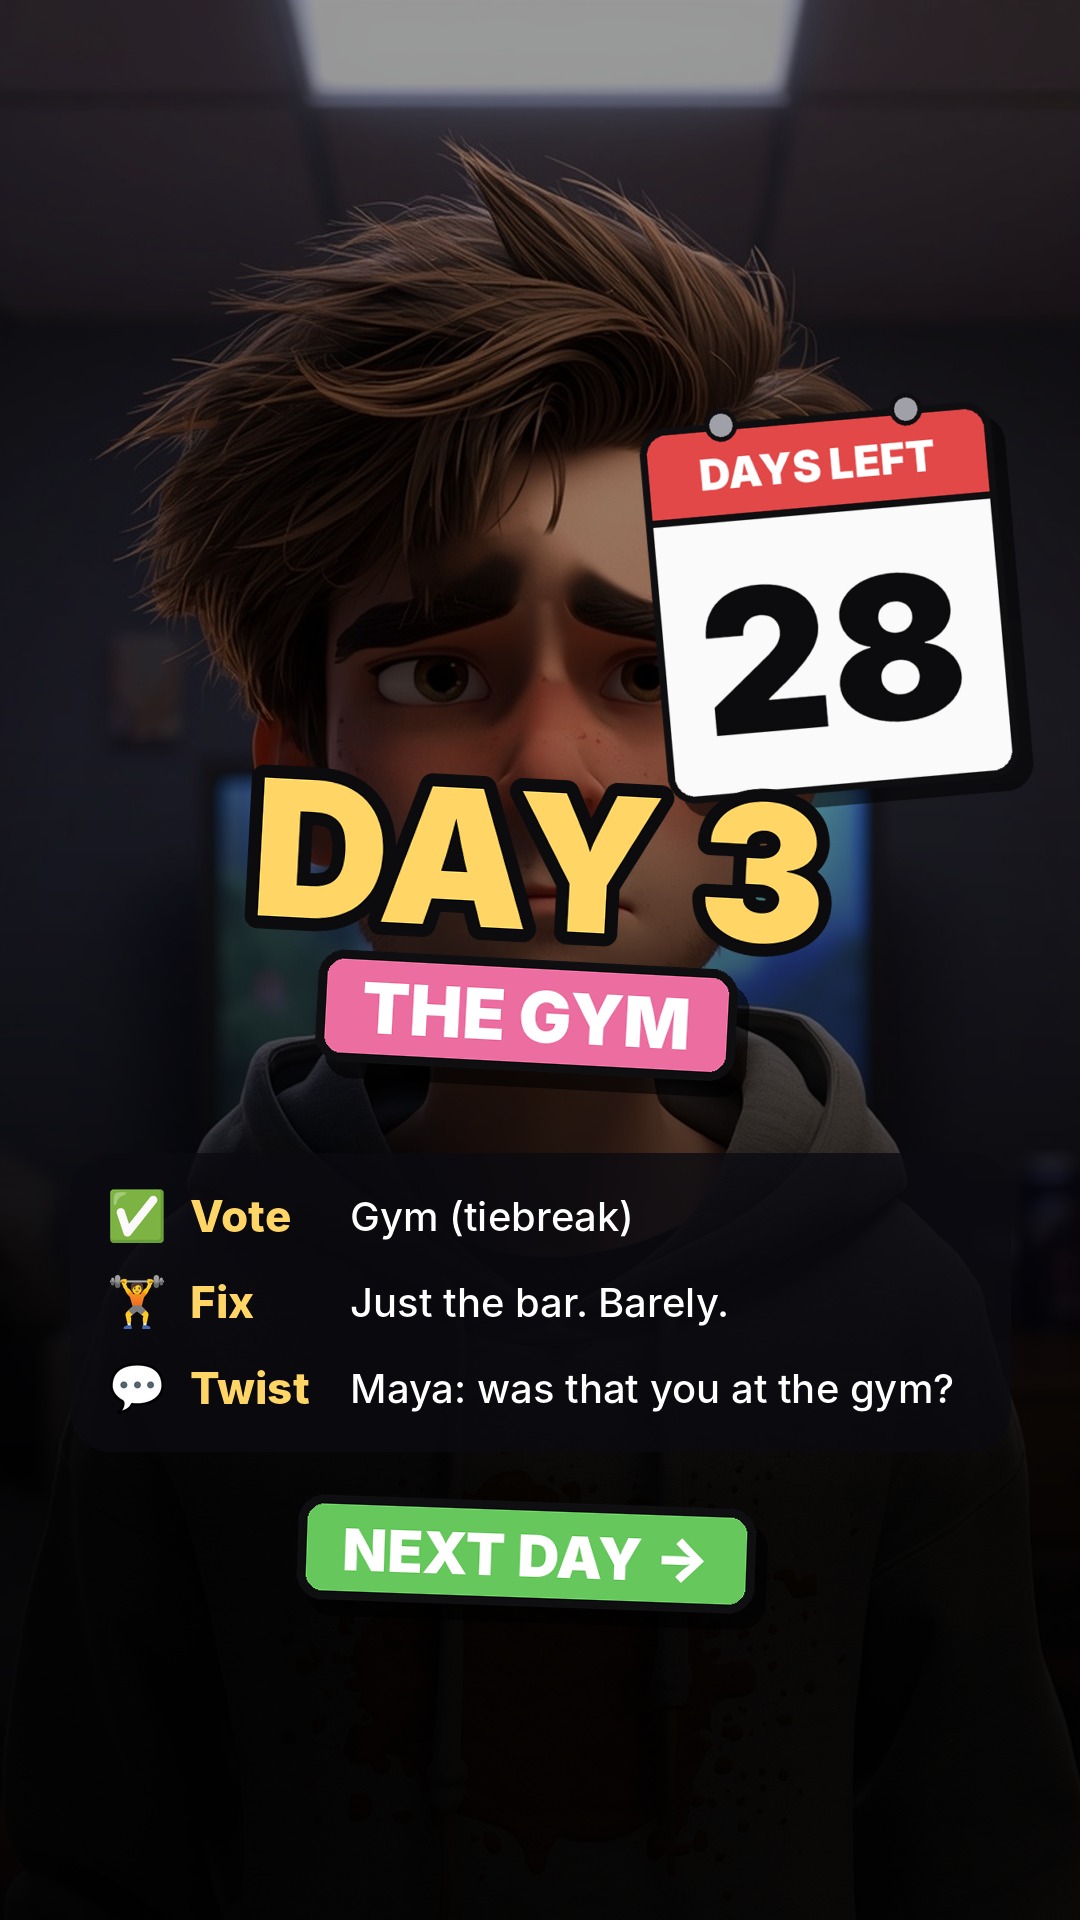 DAYS LEFT
28
DAY 3
THE GYM
✅ Vote Gym (tiebreak)
🏋️ Fix Just the bar. Barely.
💬 Twist Maya: was that you at the gym?
NEXT DAY →